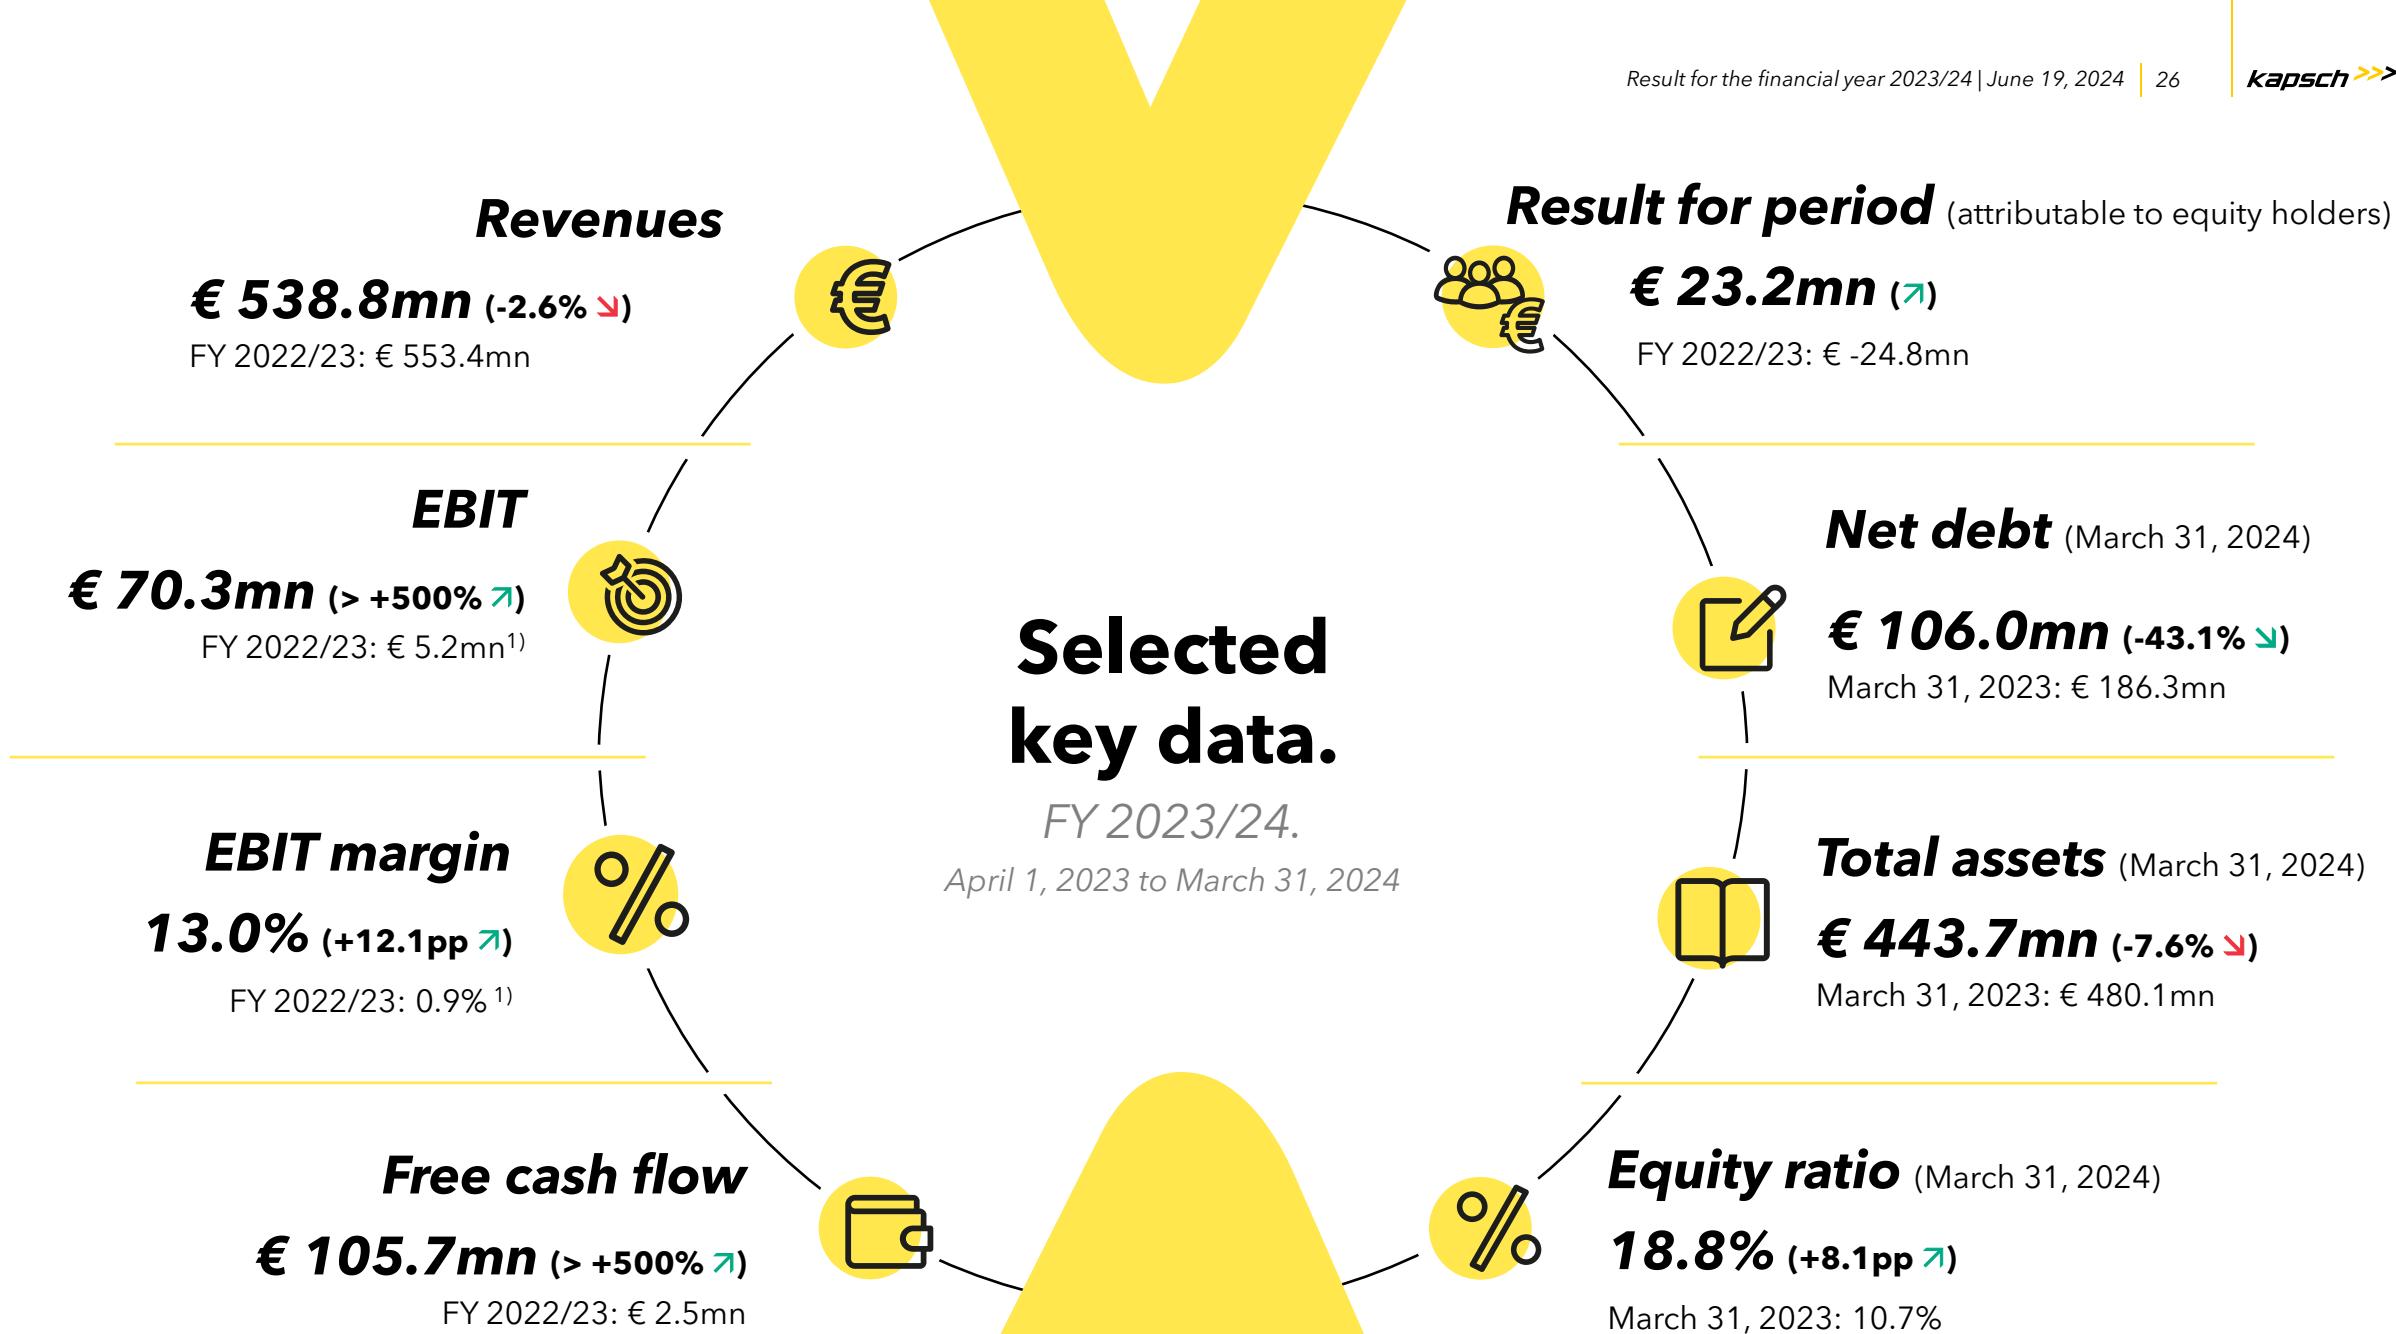 Result for the financial year 2023/24 | June 19, 2024 26
kapsch >>>
Revenues
€ 538.8mn (-2.6% ↘)
FY 2022/23: € 553.4mn
EBIT
€ 70.3mn (> +500% ↗)
FY 2022/23: € 5.2mn1)
EBIT margin
13.0% (+12.1pp ↗)
FY 2022/23: 0.9% 1)
Free cash flow
€ 105.7mn (> +500% ↗)
FY 2022/23: € 2.5mn
Selected
key data.
FY 2023/24.
April 1, 2023 to March 31, 2024
Result for period (attributable to equity holders)
€ 23.2mn (↗)
FY 2022/23: € -24.8mn
Net debt (March 31, 2024)
€ 106.0mn (-43.1% ↘)
March 31, 2023: € 186.3mn
Total assets (March 31, 2024)
€ 443.7mn (-7.6% ↘)
March 31, 2023: € 480.1mn
Equity ratio (March 31, 2024)
18.8% (+8.1pp ↗)
March 31, 2023: 10.7%